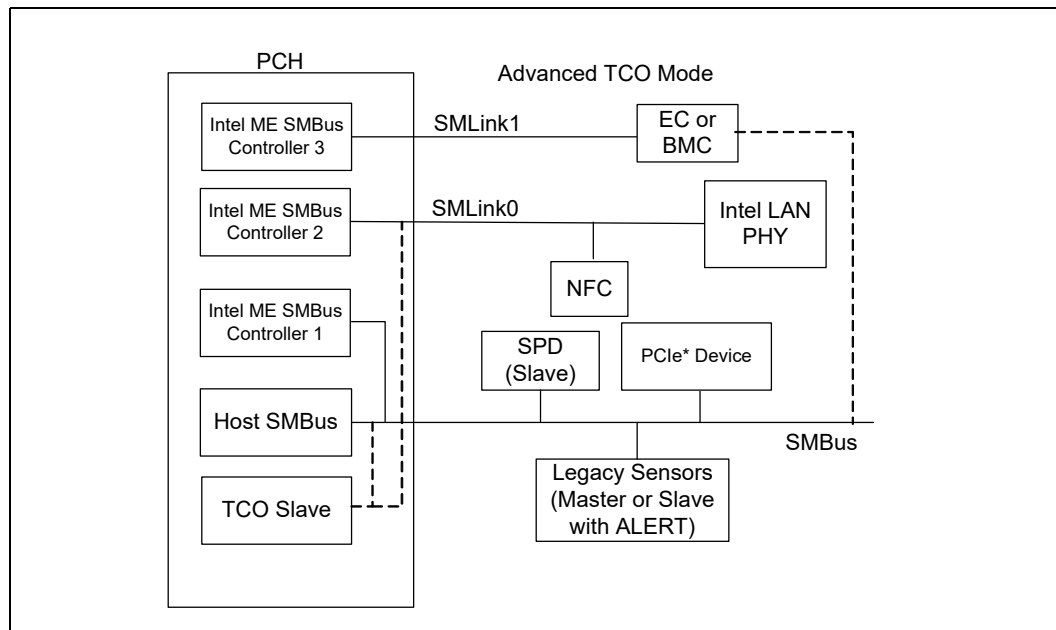 PCH
Advanced TCO Mode
Intel ME SMBus
Controller 3
SMLink1
EC or
BMC
Intel ME SMBus
Controller 2
SMLink0
Intel LAN
PHY
NFC
Intel ME SMBus
Controller 1
SPD
(Slave)
PCIe* Device
Host SMBus
SMBus
Legacy Sensors
(Master or Slave
with ALERT)
TCO Slave